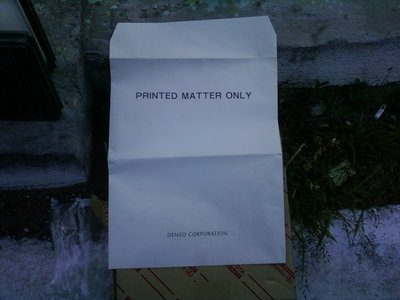 PRINTED MATTER ONLY
DENSO CORPORATION